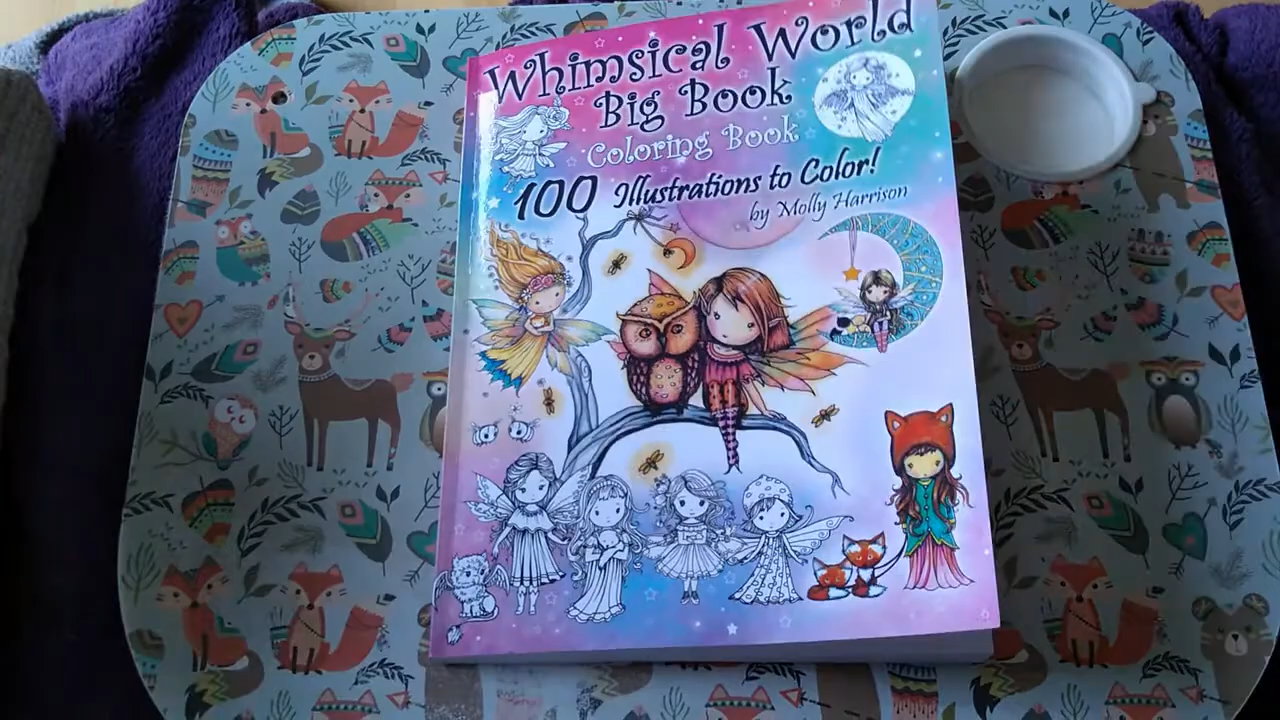 Whimsical World
Big Book
Coloring Book
100 Illustrations to Color!
by Molly Harrison